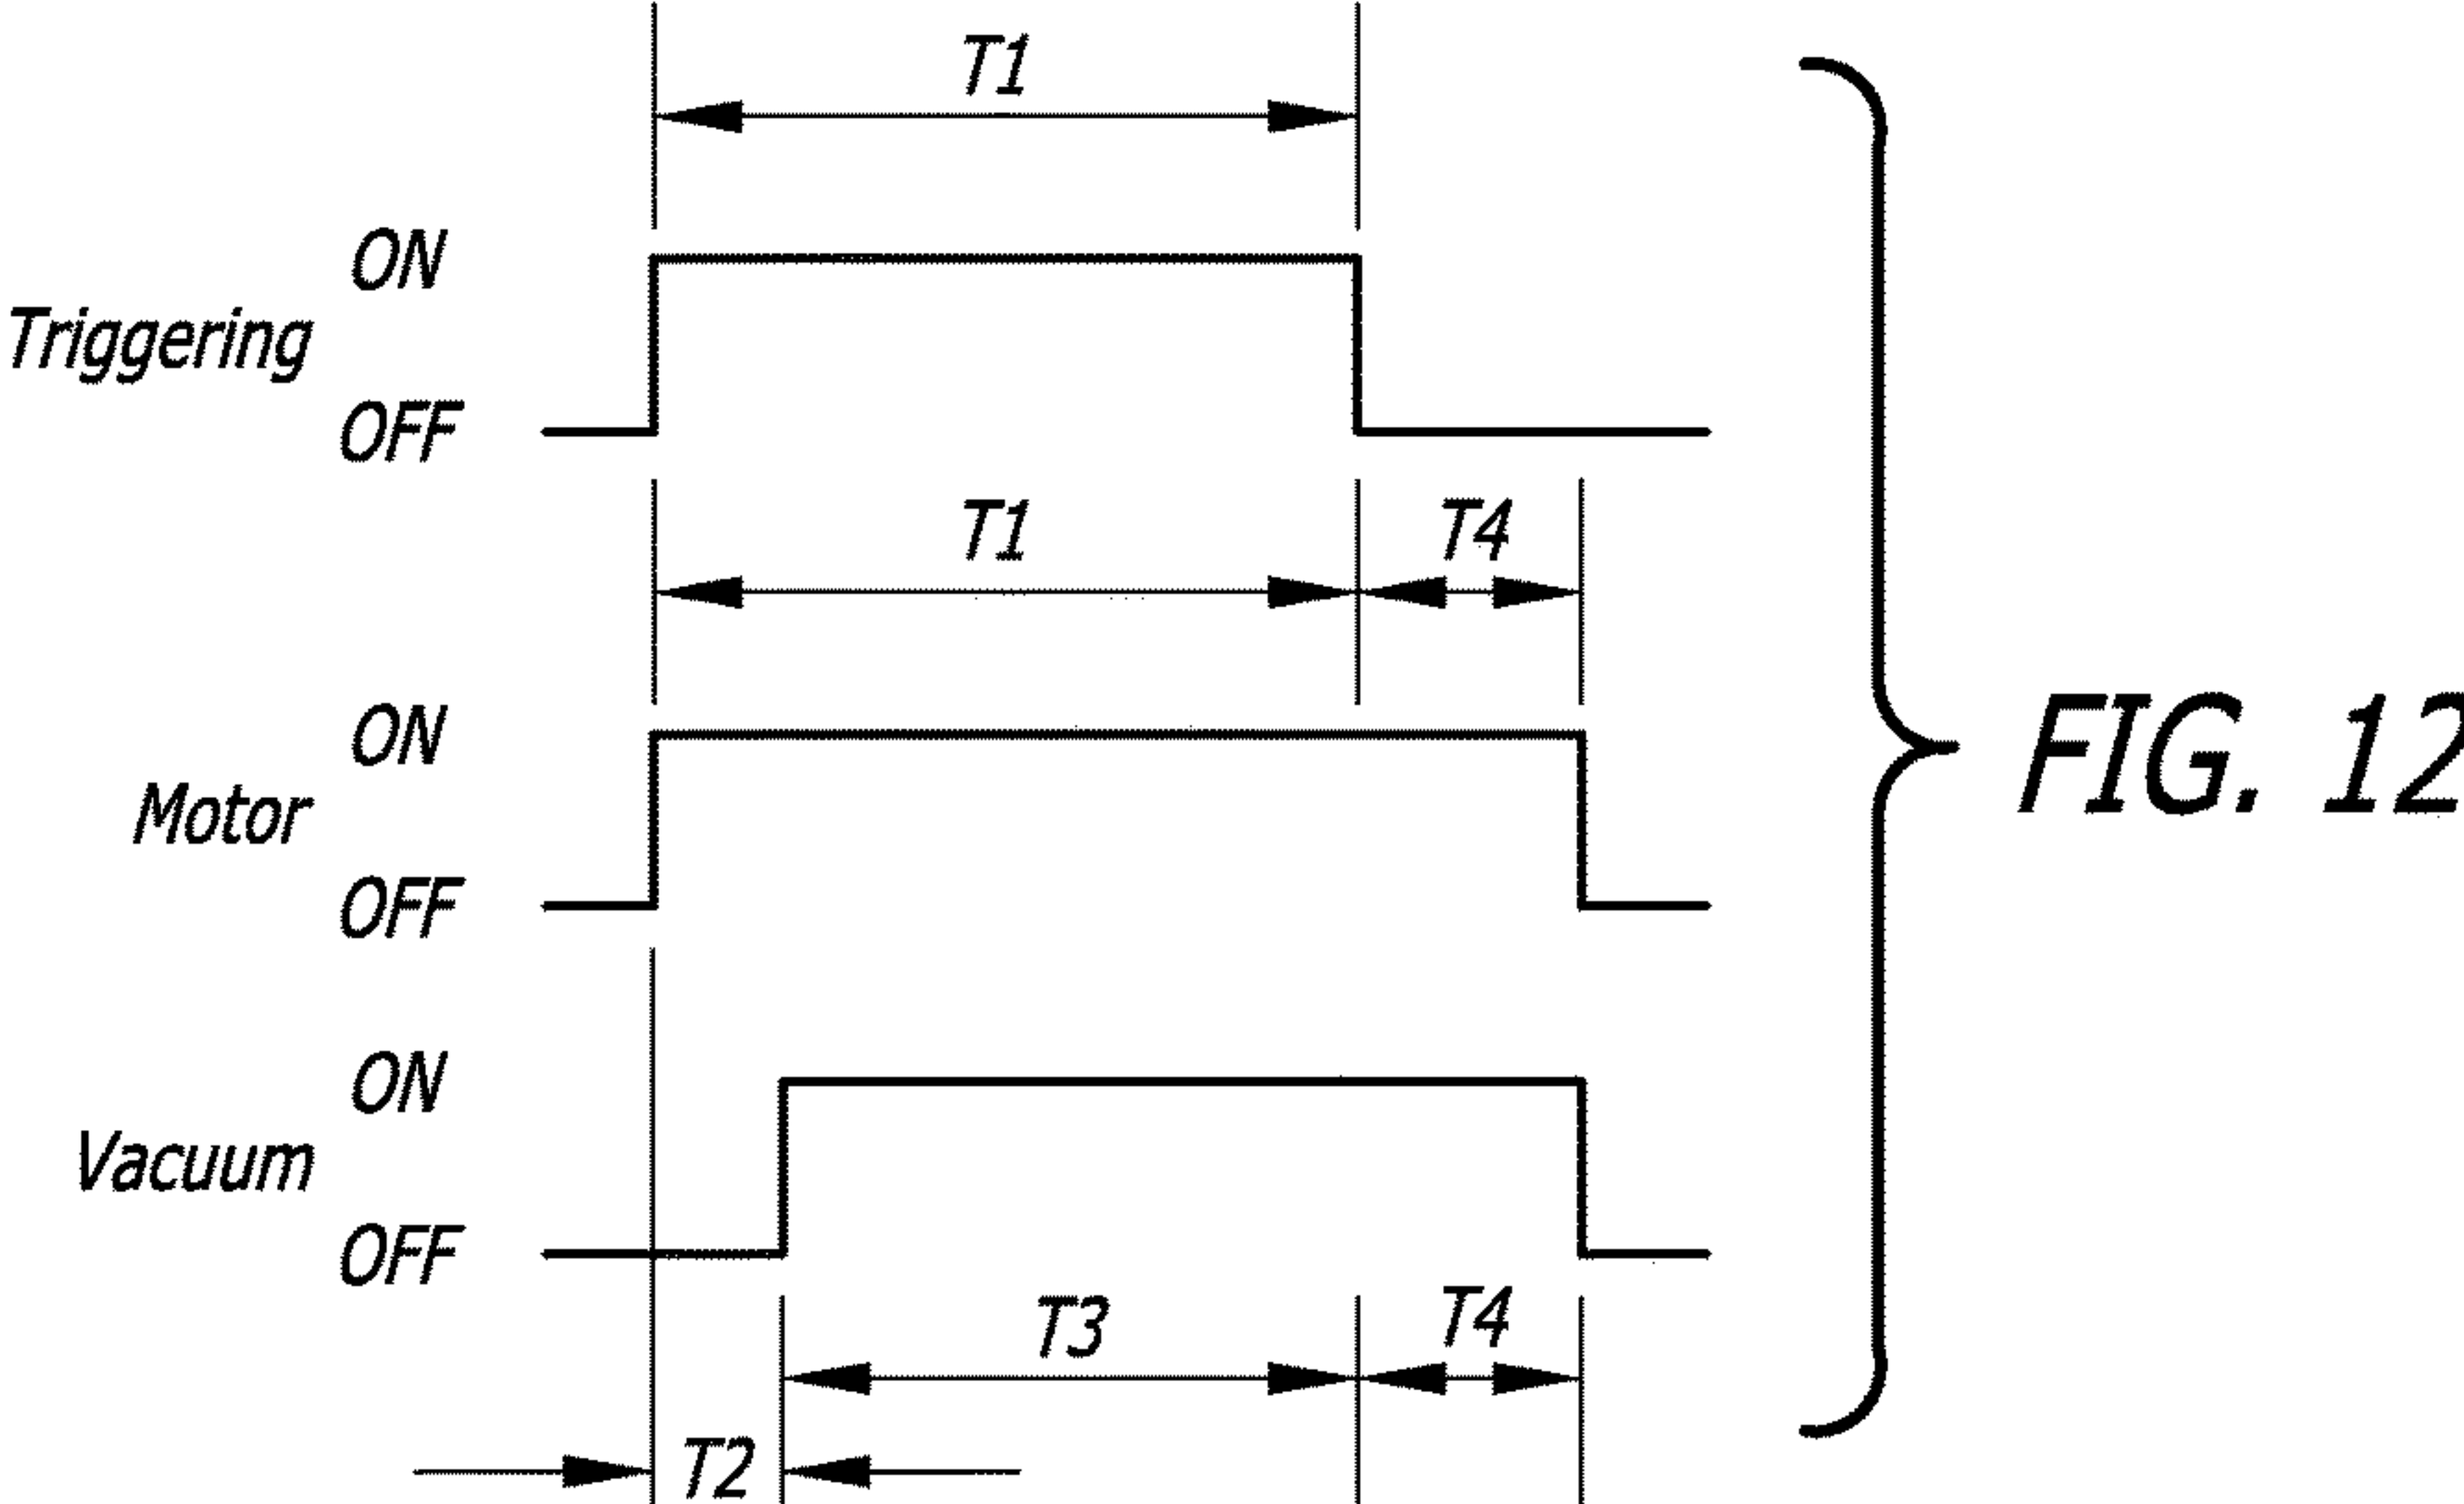 T1
ON
Triggering
OFF
T1
T4
ON
Motor
OFF
FIG. 12
ON
Vacuum
OFF
T3
T4
T2